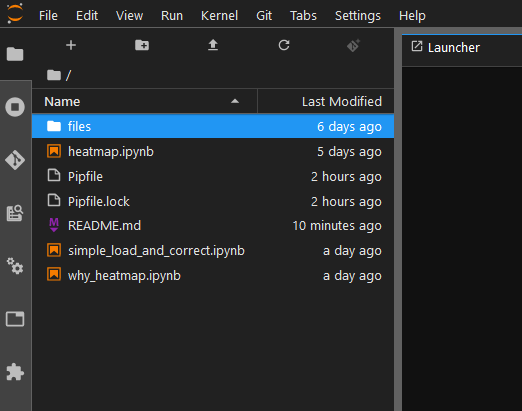 File Edit View Run Kernel Git Tabs Settings Help
Launcher
/
Name Last Modified
files 6 days ago
heatmap.ipynb 5 days ago
Pipfile 2 hours ago
Pipfile.lock 2 hours ago
M README.md 10 minutes ago
simple_load_and_correct.ipynb a day ago
why_heatmap.ipynb a day ago